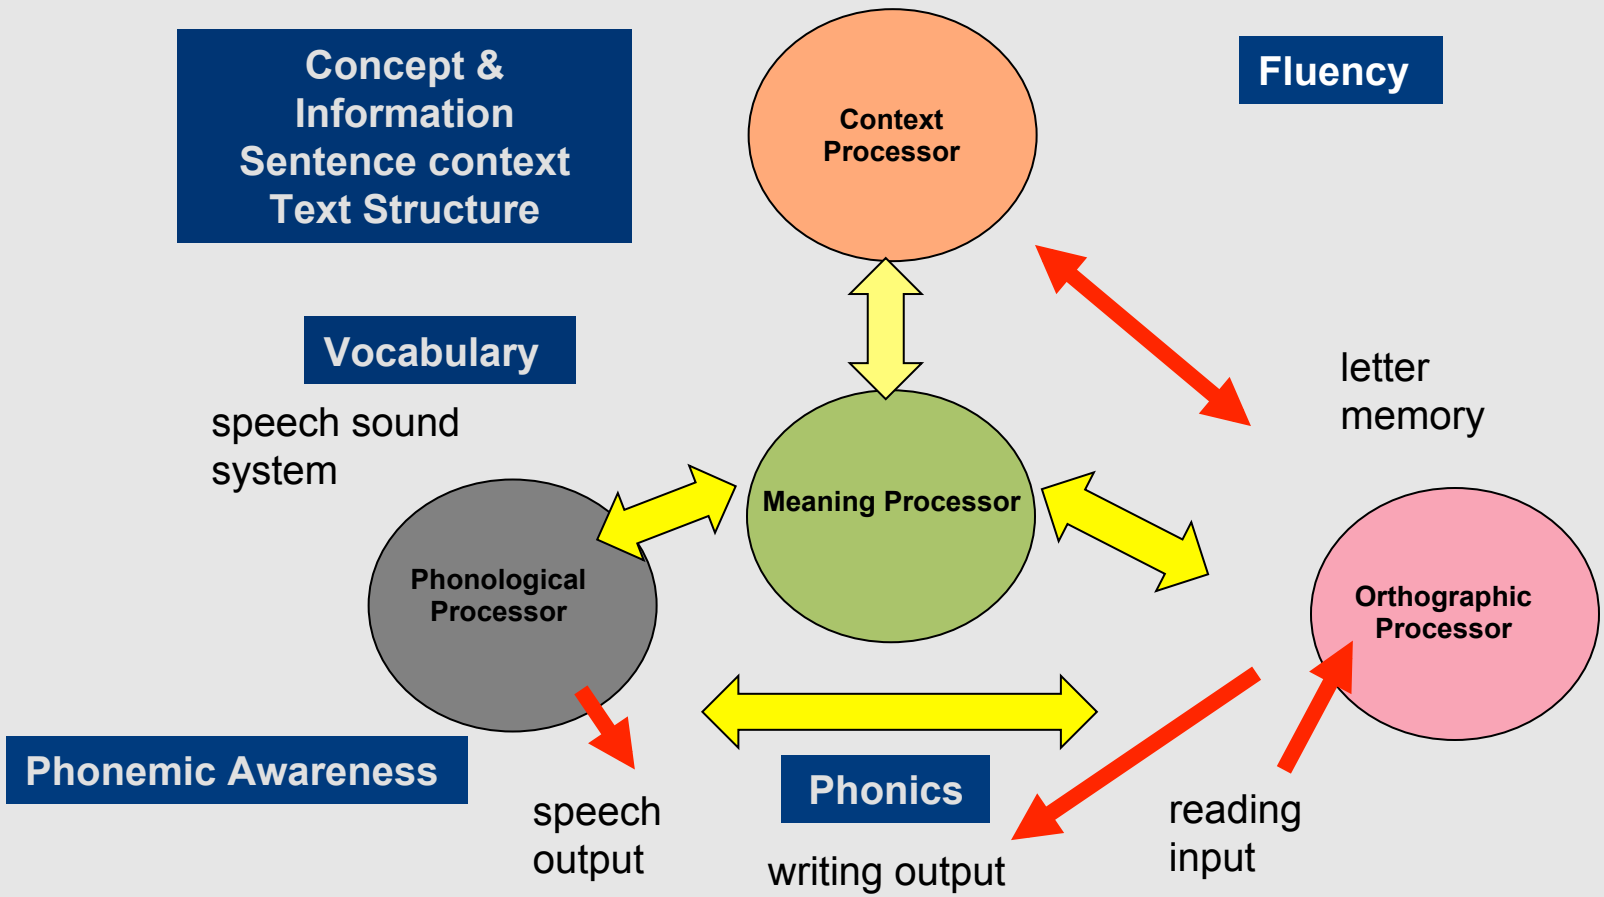 Concept &
Information
Sentence context
Text Structure
Fluency
Context
Processor
Vocabulary
letter
memory
speech sound
system
Meaning Processor
Phonological
Processor
Orthographic
Processor
Phonemic Awareness
Phonics
speech
output
writing output
reading
input